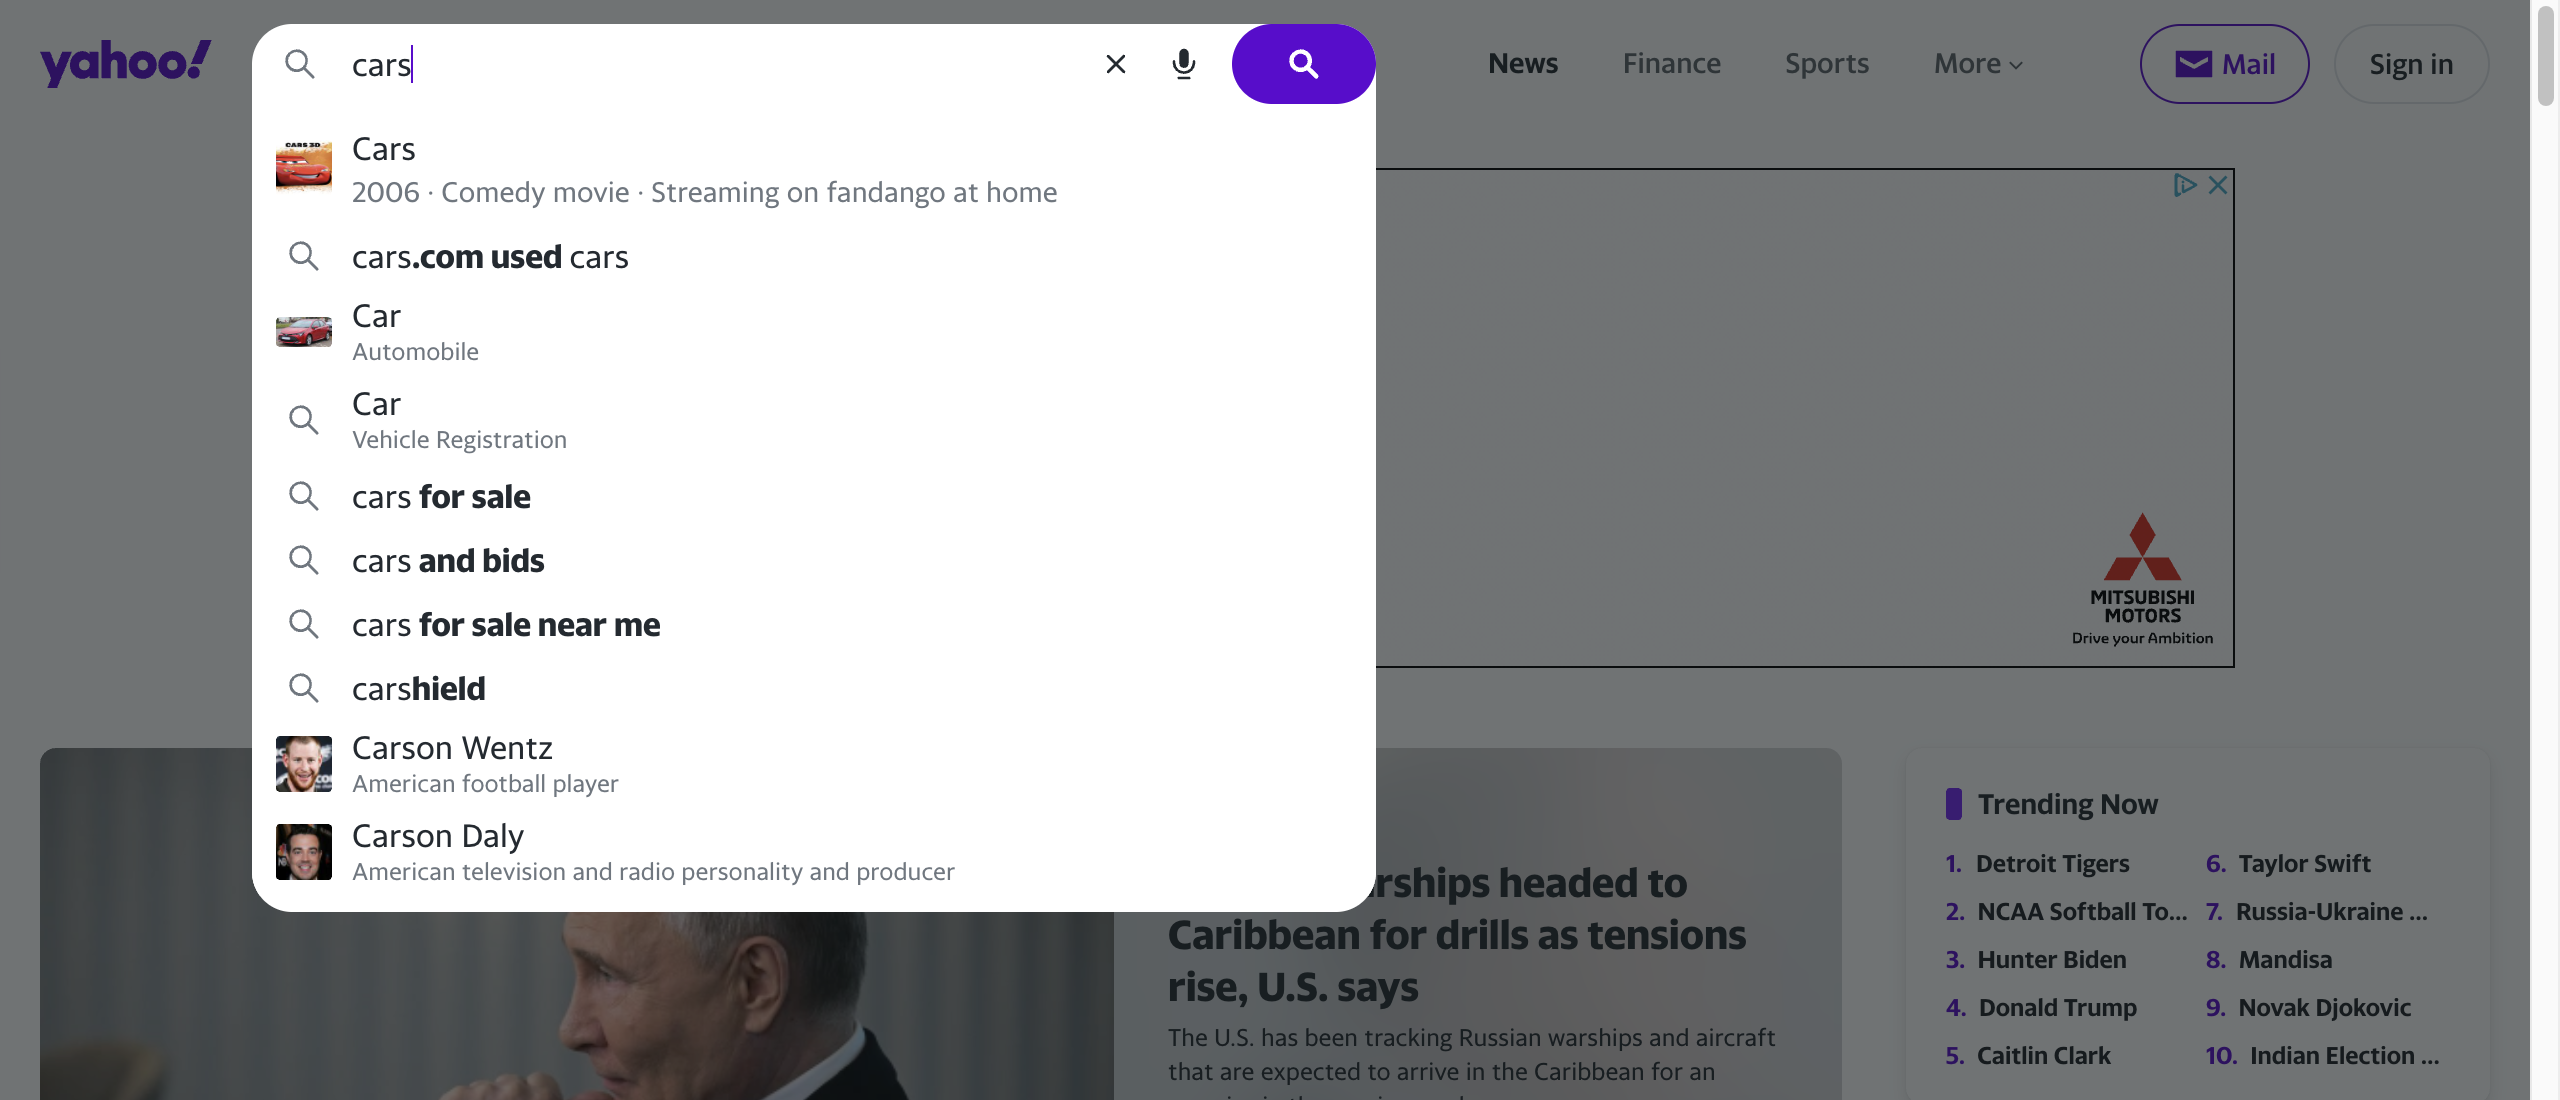 yahoo!
cars
News
Finance
Sports
More
Mail
Sign in
Cars
2006 · Comedy movie · Streaming on fandango at home
cars.com used cars
Car
Automobile
Car
Vehicle Registration
cars for sale
cars and bids
cars for sale near me
carshield
Carson Wentz
American football player
Carson Daly
American television and radio personality and producer
MITSUBISHI
MOTORS
Drive your Ambition
headed to
Caribbean for drills as tensions
rise, U.S. says
The U.S. has been tracking Russian warships and aircraft
that are expected to arrive in the Caribbean for an
Trending Now
1. Detroit Tigers
2. NCAA Softball To...
3. Hunter Biden
4. Donald Trump
5. Caitlin Clark
6. Taylor Swift
7. Russia-Ukraine ...
8. Mandisa
9. Novak Djokovic
10. Indian Election ...